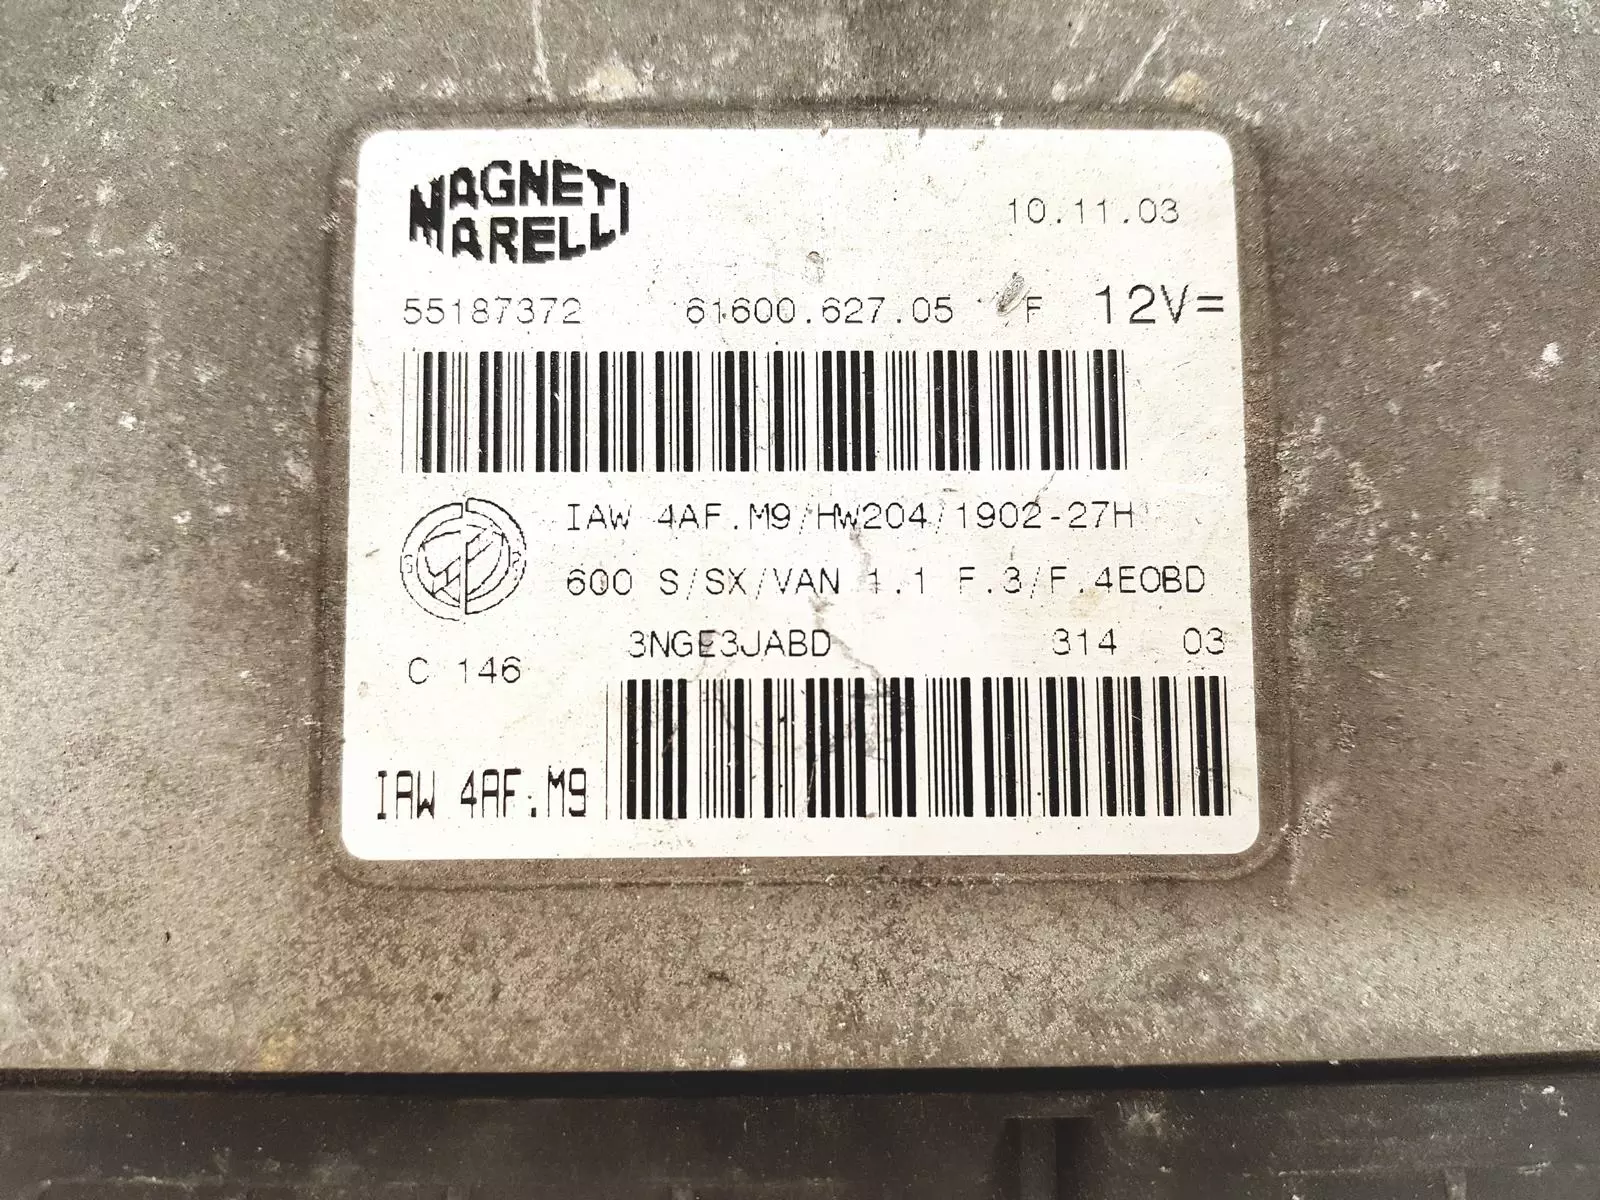 MAGNETI
MARELLI
10.11.03
55187372 61600.627.05 F 12V=
IAW 4AF.M9/HW204/1902-27H
600 S/SX/VAN 1.1 F.3/F.4EOBD
3NGE3JABD 314 03
C 146
IAW 4AF.M9